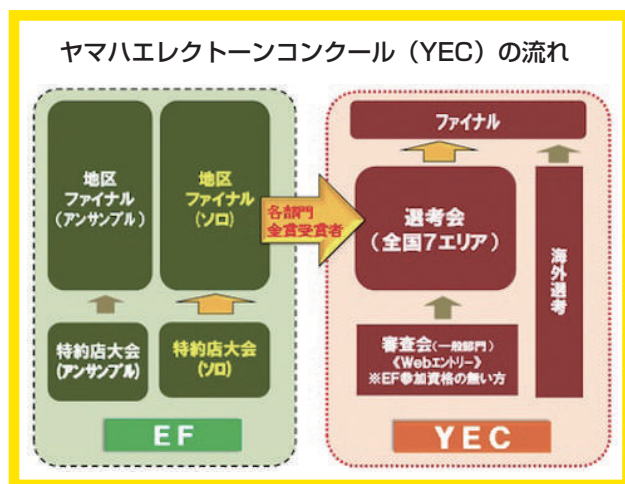 ヤマハエレクトーンコンクール（YEC）の流れ
地区
ファイナル
(アンサンブル)
地区
ファイナル
(ソロ)
特約店大会
(アンサンブル)
特約店大会
(ソロ)
EF
各部門
金賞受賞者
ファイナル
選考会
(全国7エリア)
審査会(一般部門)
《Webエントリー》
※EF参加資格の無い方
海外選考
YEC